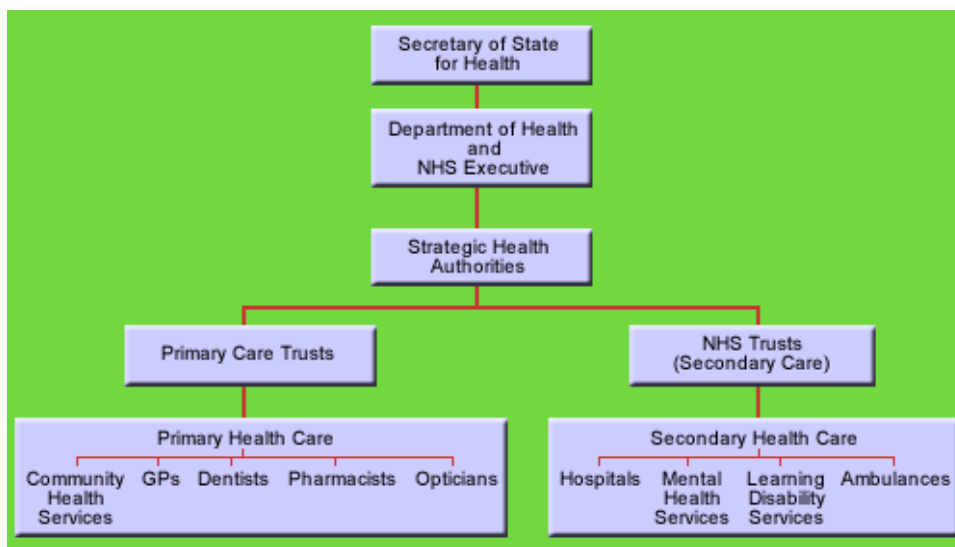 Secretary of State
for Health
Department of Health
and
NHS Executive
Strategic Health
Authorities
Primary Care Trusts
NHS Trusts
(Secondary Care)
Primary Health Care
Community
Health
Services
GPs
Dentists
Pharmacists
Opticians
Secondary Health Care
Hospitals
Mental
Health
Services
Learning
Disability
Services
Ambulances